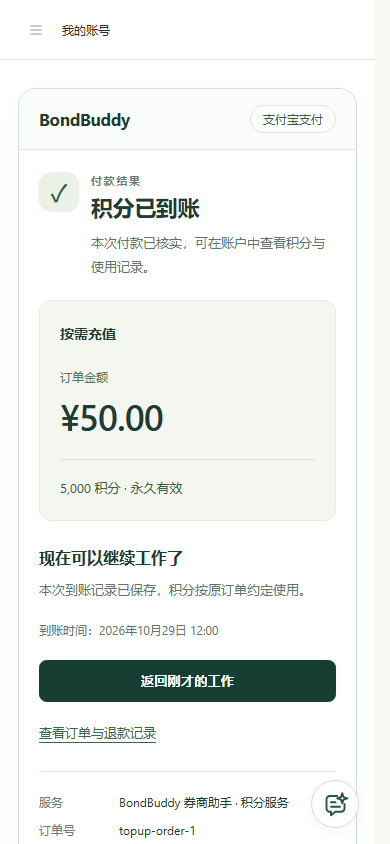 我的账号
BondBuddy
支付宝支付
付款结果
积分已到账
本次付款已核实，可在账户中查看积分与
使用记录。
按需充值
订单金额
¥50.00
5,000 积分 · 永久有效
现在可以继续工作了
本次到账记录已保存，积分按原订单约定使用。
到账时间：2026年10月29日 12:00
返回刚才的工作
查看订单与退款记录
服务 BondBuddy 券商助手 · 积分服务
订单号 topup-order-1